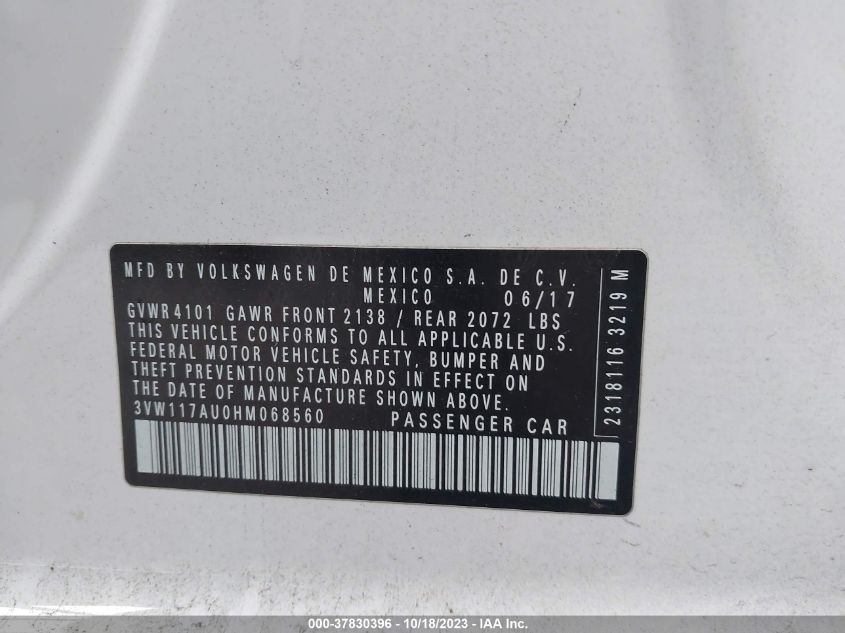 MFD BY VOLKSWAGEN DE MEXICO S.A. DE C.V.
MEXICO 06/17
GVWR 4101 GAWR FRONT 2138 / REAR 2072 LBS
THIS VEHICLE CONFORMS TO ALL APPLICABLE U.S.
FEDERAL MOTOR VEHICLE SAFETY, BUMPER AND
THEFT PREVENTION STANDARDS IN EFFECT ON
THE DATE OF MANUFACTURE SHOWN ABOVE.
3VW117AU0HM068560 PASSENGER CAR
2318116 3219 M
000-37830396 - 10/18/2023 - IAA Inc.